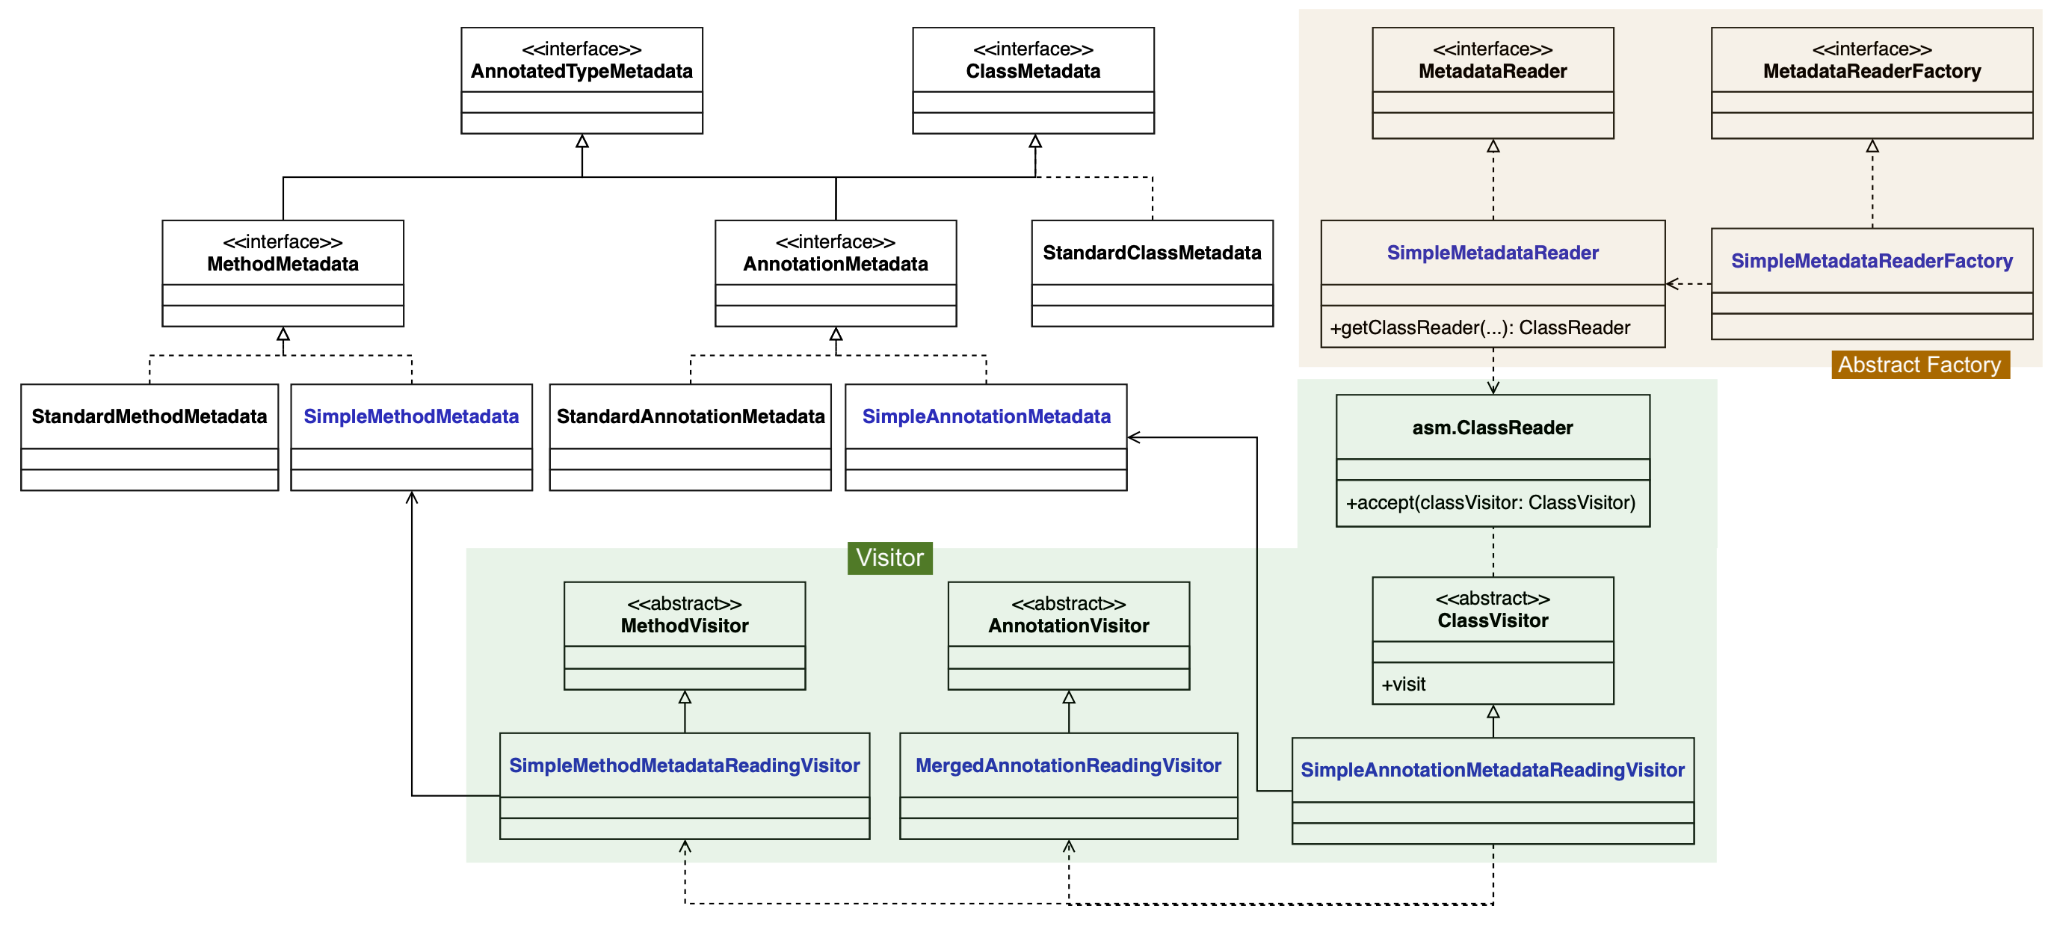 <<interface>>
AnnotatedTypeMetadata
<<interface>>
ClassMetadata
<<interface>>
MetadataReader
<<interface>>
MetadataReaderFactory
<<interface>>
MethodMetadata
<<interface>>
AnnotationMetadata
StandardClassMetadata
SimpleMetadataReader
+getClassReader(...): ClassReader
SimpleMetadataReaderFactory
Abstract Factory
StandardMethodMetadata
SimpleMethodMetadata
StandardAnnotationMetadata
SimpleAnnotationMetadata
asm.ClassReader
+accept(classVisitor: ClassVisitor)
Visitor
<<abstract>>
MethodVisitor
<<abstract>>
AnnotationVisitor
<<abstract>>
ClassVisitor
+visit
SimpleMethodMetadataReadingVisitor
MergedAnnotationReadingVisitor
SimpleAnnotationMetadataReadingVisitor